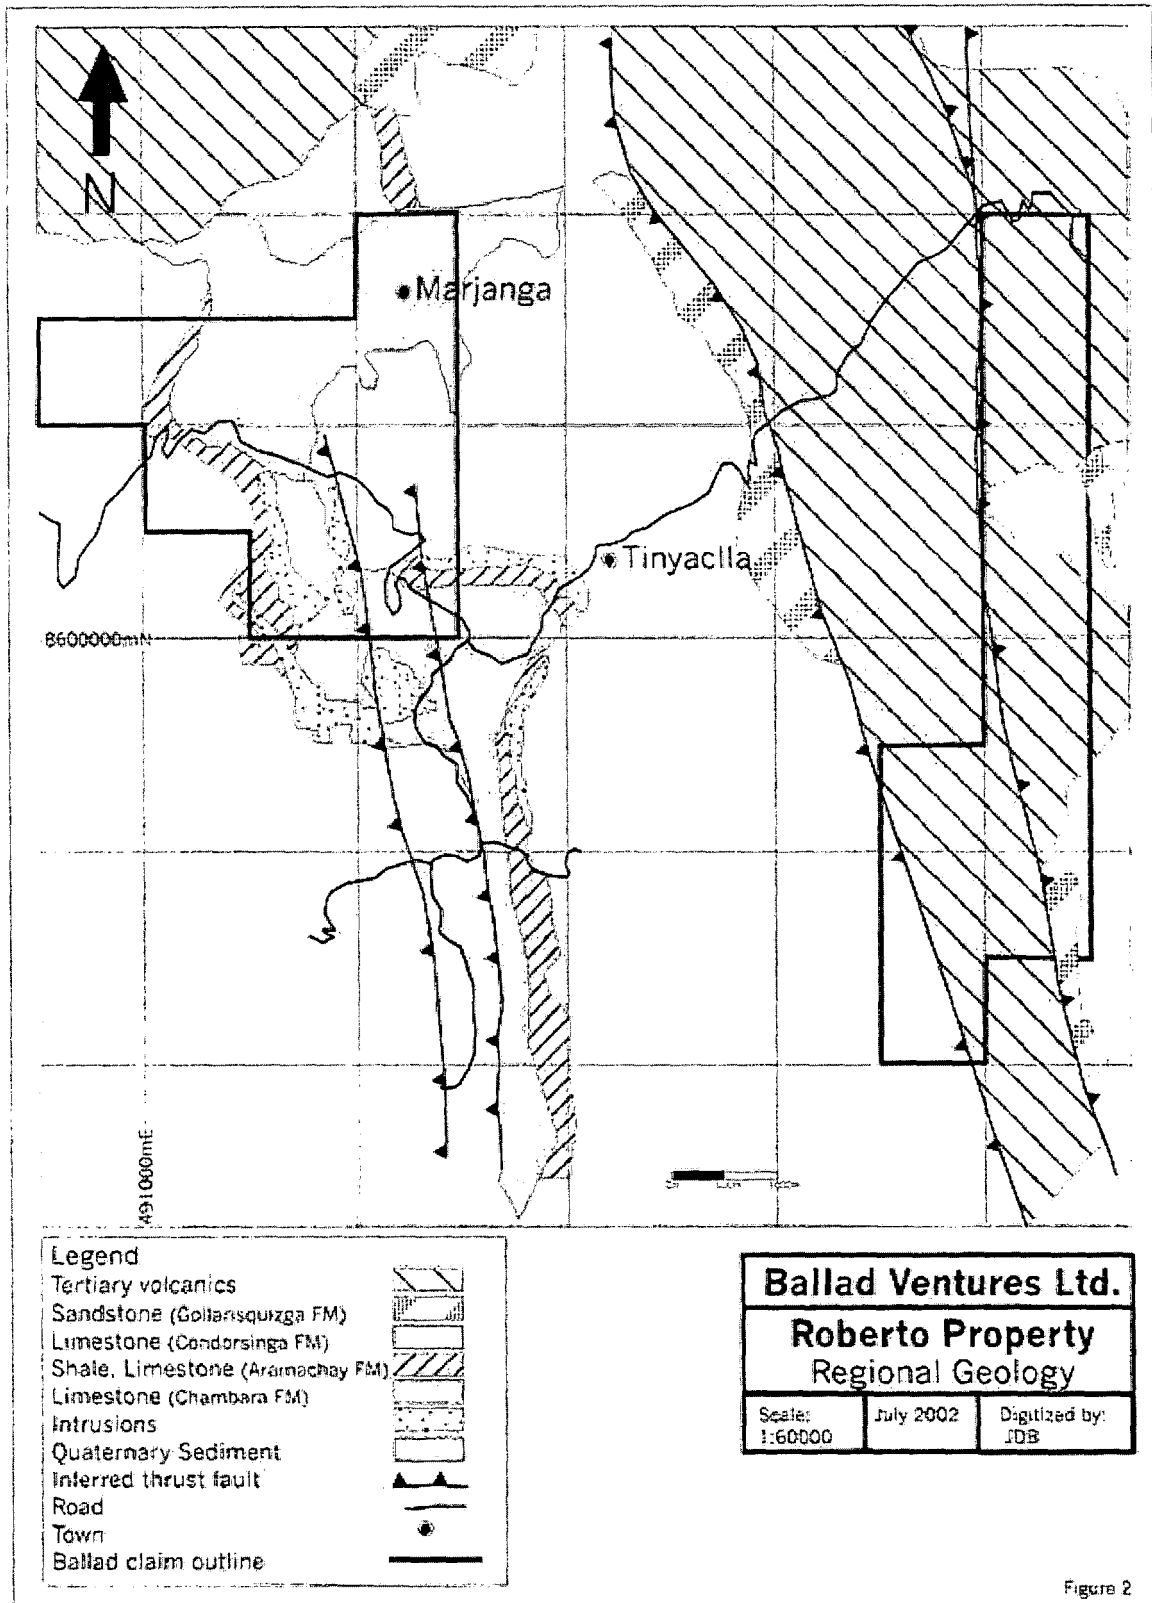 N
Marjanga
Tinyaclla
8600000mN
491000mE
Legend
Tertiary volcanics
Sandstone (Gollarisquizga FM)
Limestone (Condorsinga FM)
Shale, Limestone (Aramachay FM)
Limestone (Chambara FM)
Intrusions
Quaternary Sediment
Inferred thrust fault
Road
Town
Ballad claim outline
Ballad Ventures Ltd.
Roberto Property
Regional Geology
Scale:
1:60000
July 2002
Digitized by:
JDB
Figure 2